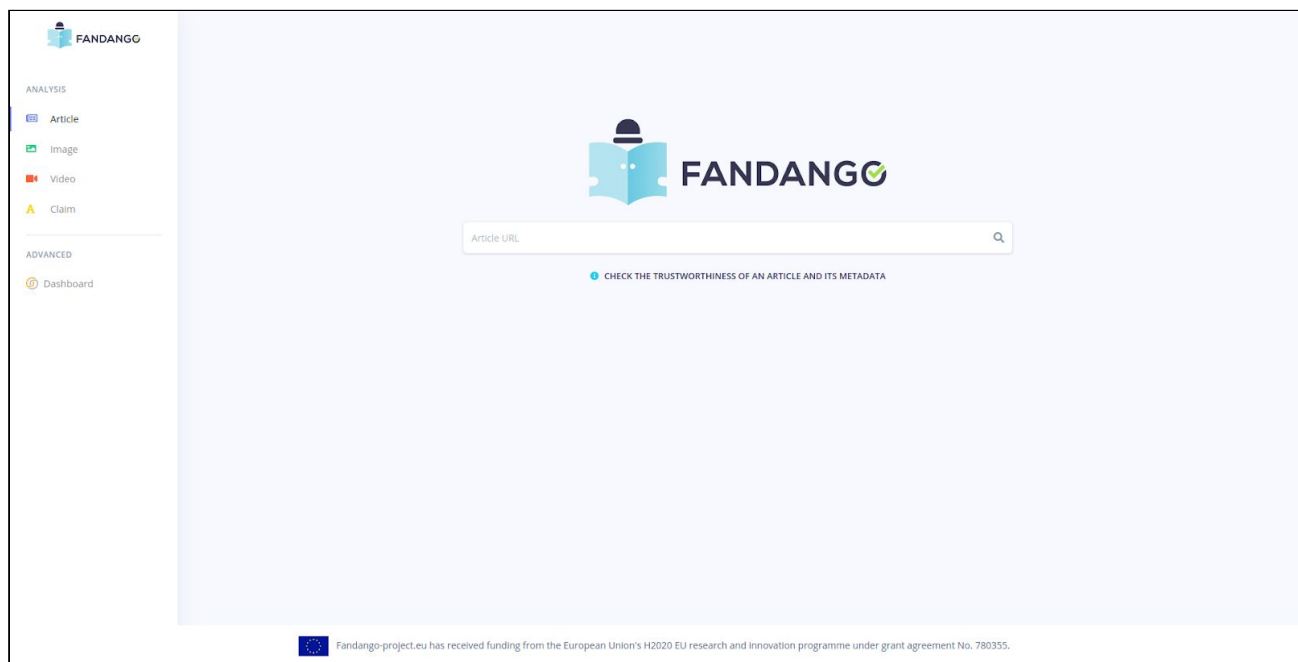 FANDANGO
ANALYSIS
Article
Image
Video
Claim
ADVANCED
Dashboard
FANDANGO
Article URL
CHECK THE TRUSTWORTHINESS OF AN ARTICLE AND ITS METADATA
Fandango-project.eu has received funding from the European Union's H2020 EU research and innovation programme under grant agreement No. 780355.